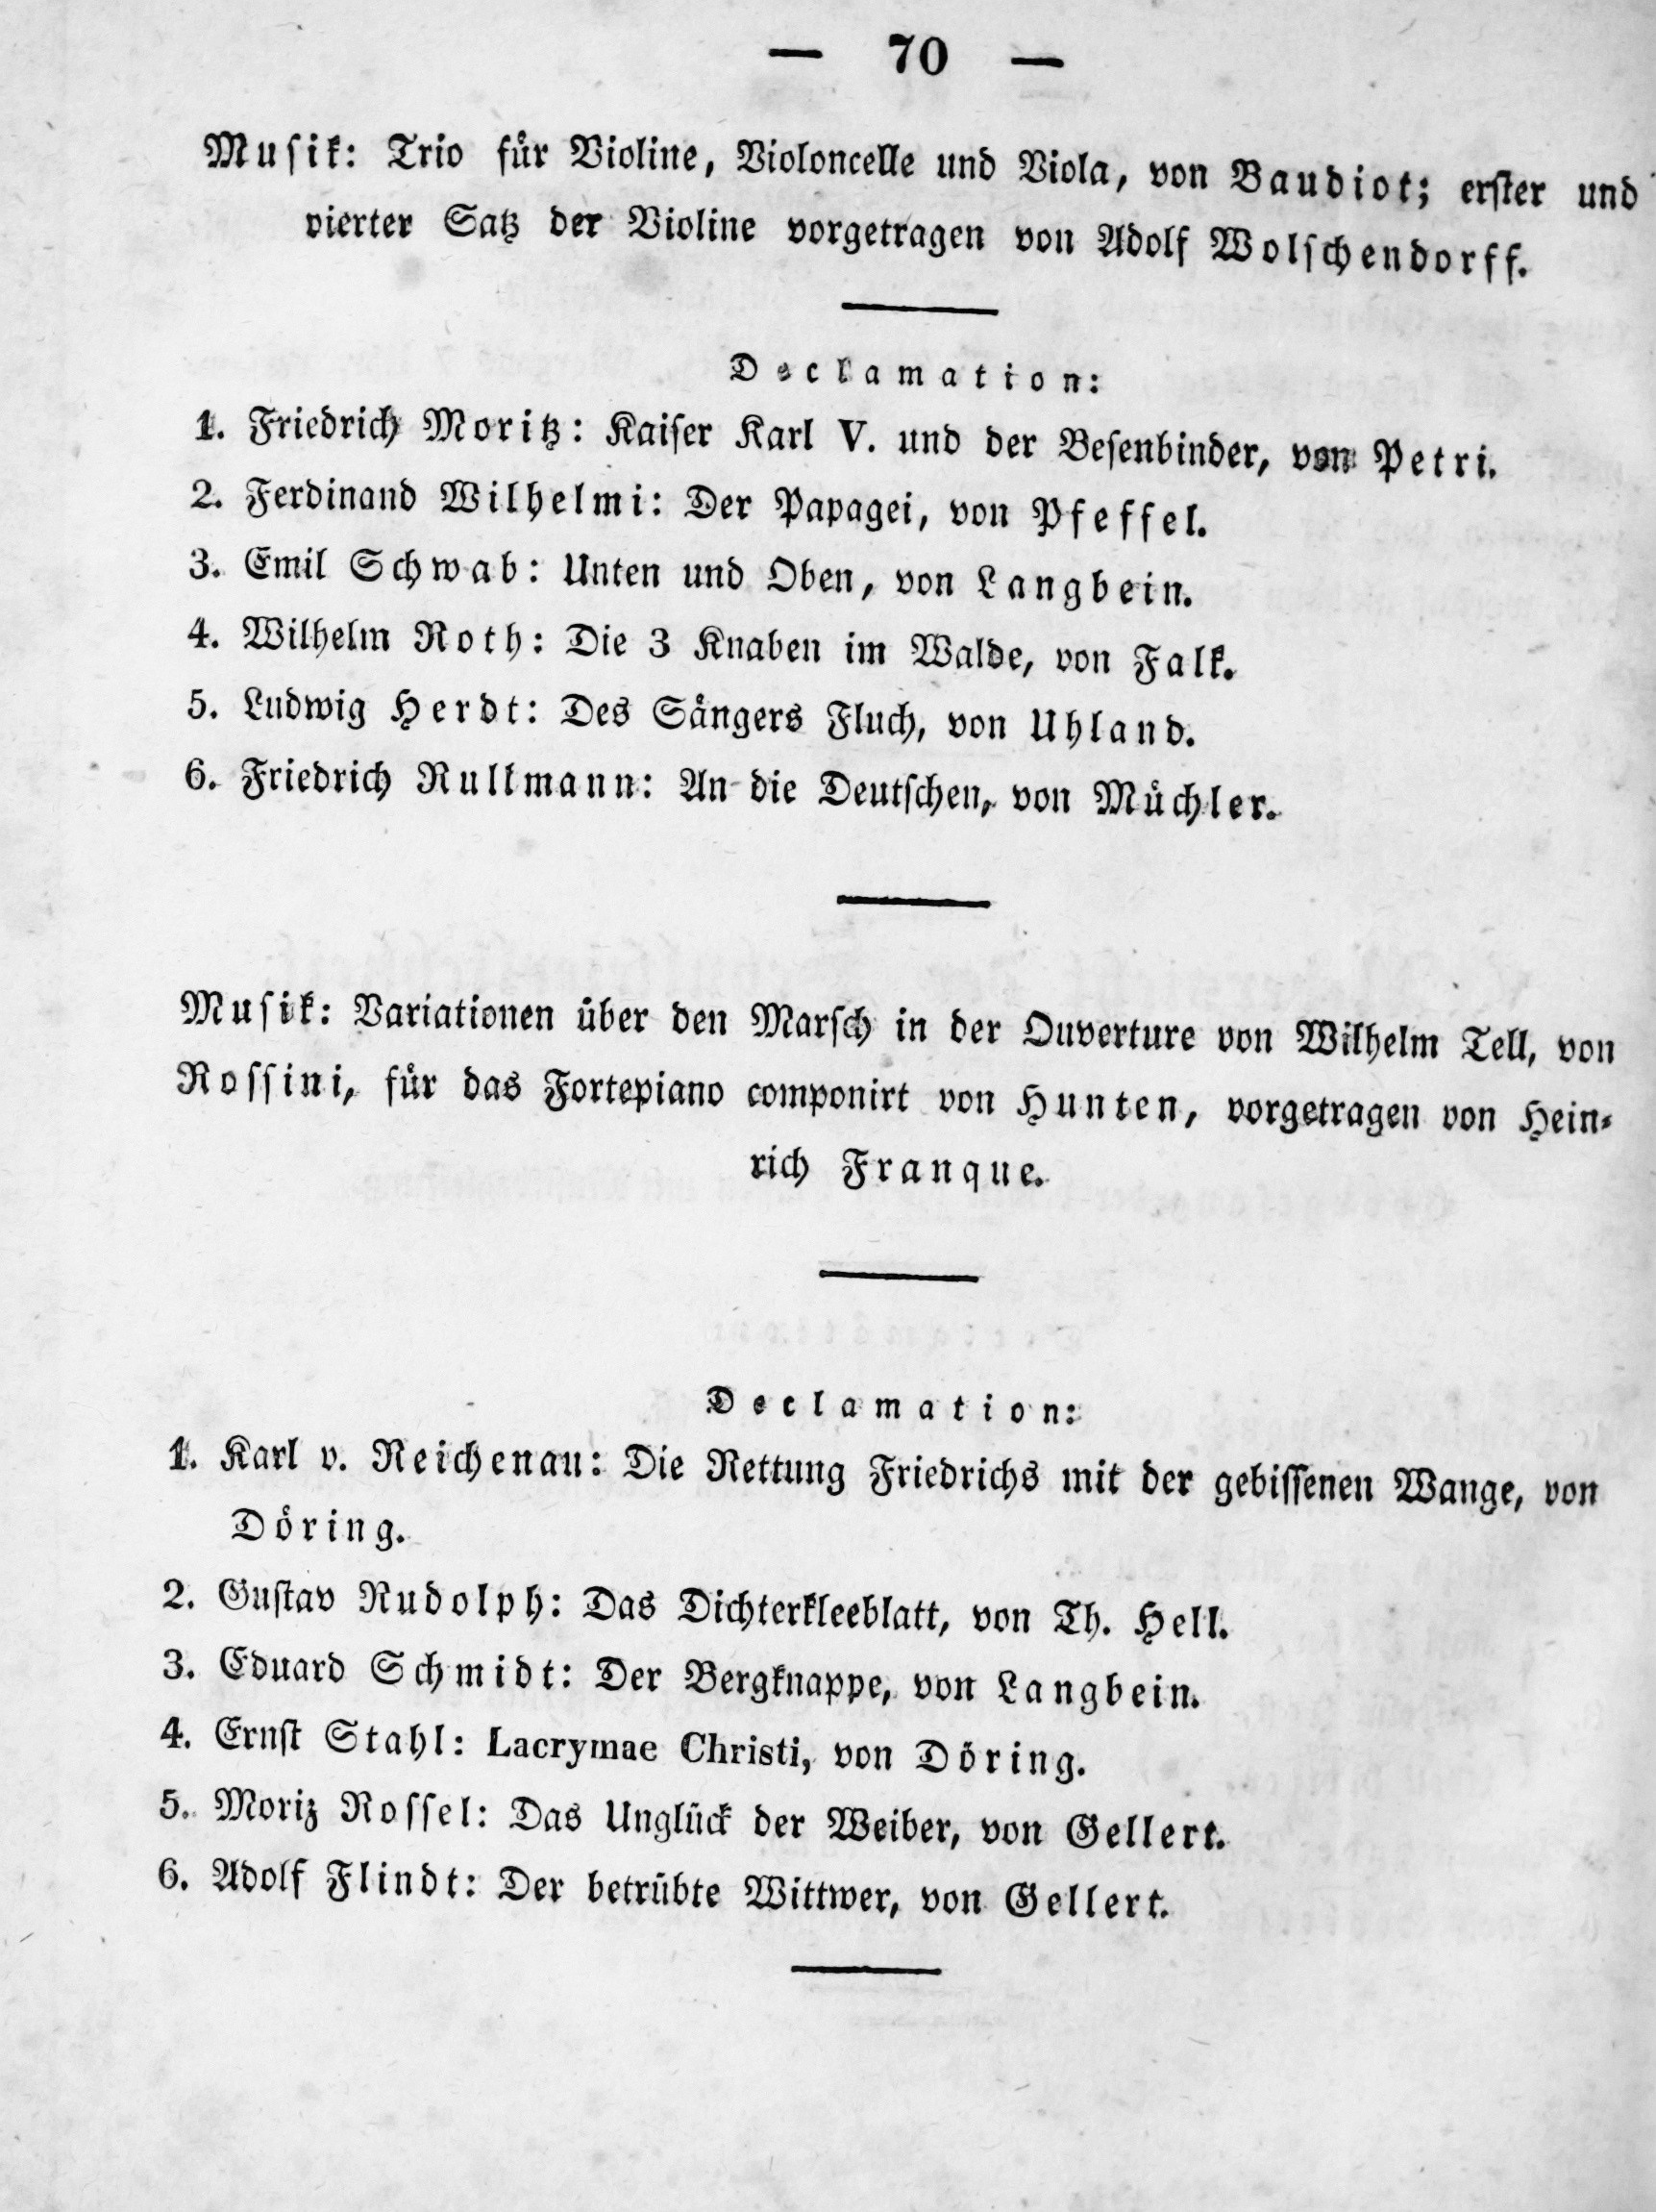 — 70 —
Musik: Trio für Violine, Violoncelle und Viola, von Baudiot; erster und
vierter Satz der Violine vorgetragen von Adolf Wolschendorff.
Declamation:
1. Friedrich Moritz: Kaiser Karl V. und der Besenbinder, von Petri.
2. Ferdinand Wilhelmi: Der Papagei, von Pfeffel.
3. Emil Schwab: Unten und Oben, von Langbein.
4. Wilhelm Roth: Die 3 Knaben im Walde, von Falk.
5. Ludwig Herdt: Des Sängers Fluch, von Uhland.
6. Friedrich Rullmann: An die Deutschen, von Müchler.
Musik: Variationen über den Marsch in der Ouverture von Wilhelm Tell, von
Rossini, für das Fortepiano componirt von Hunten, vorgetragen von Hein-
rich Franque.
Declamation:
1. Karl v. Reichenau: Die Rettung Friedrichs mit der gebissenen Wange, von
Döring.
2. Gustav Rudolph: Das Dichterkleeblatt, von Th. Hell.
3. Eduard Schmidt: Der Bergknappe, von Langbein.
4. Ernst Stahl: Lacrymae Christi, von Döring.
5. Moriz Rossel: Das Unglück der Weiber, von Gellert.
6. Adolf Flindt: Der betrübte Wittwer, von Gellert.